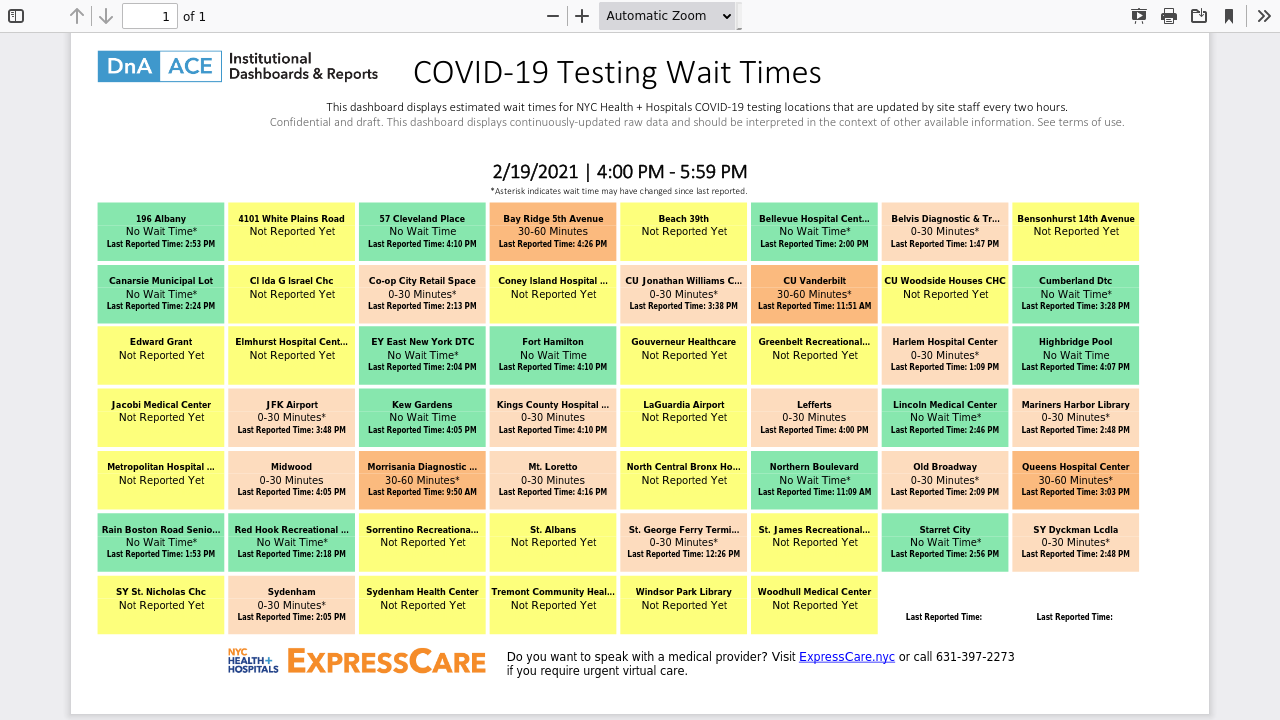 1 of 1 Automatic Zoom
DnA ACE Institutional
Dashboards & Reports
COVID-19 Testing Wait Times
This dashboard displays estimated wait times for NYC Health + Hospitals COVID-19 testing locations that are updated by site staff every two hours.
Confidential and draft. This dashboard displays continuously-updated raw data and should be interpreted in the context of other available information. See terms of use.
2/19/2021 | 4:00 PM - 5:59 PM
*Asterisk indicates wait time may have changed since last reported.
196 Albany
No Wait Time*
Last Reported Time: 2:53 PM
4101 White Plains Road
Not Reported Yet
57 Cleveland Place
No Wait Time
Last Reported Time: 4:10 PM
Bay Ridge 5th Avenue
30-60 Minutes
Last Reported Time: 4:26 PM
Beach 39th
Not Reported Yet
Bellevue Hospital Cent...
No Wait Time*
Last Reported Time: 2:00 PM
Belvis Diagnostic & Tr...
0-30 Minutes*
Last Reported Time: 1:47 PM
Bensonhurst 14th Avenue
Not Reported Yet
Canarsie Municipal Lot
No Wait Time*
Last Reported Time: 2:24 PM
Cl Ida G Israel Chc
Not Reported Yet
Co-op City Retail Space
0-30 Minutes*
Last Reported Time: 2:13 PM
Coney Island Hospital ...
Not Reported Yet
CU Jonathan Williams C...
0-30 Minutes*
Last Reported Time: 3:38 PM
CU Vanderbilt
30-60 Minutes*
Last Reported Time: 11:51 AM
CU Woodside Houses CHC
Not Reported Yet
Cumberland Dtc
No Wait Time*
Last Reported Time: 3:28 PM
Edward Grant
Not Reported Yet
Elmhurst Hospital Cent...
Not Reported Yet
EY East New York DTC
No Wait Time*
Last Reported Time: 2:04 PM
Fort Hamilton
No Wait Time
Last Reported Time: 4:10 PM
Gouverneur Healthcare
Not Reported Yet
Greenbelt Recreational...
Not Reported Yet
Harlem Hospital Center
0-30 Minutes*
Last Reported Time: 1:09 PM
Highbridge Pool
No Wait Time
Last Reported Time: 4:07 PM
Jacobi Medical Center
Not Reported Yet
JFK Airport
0-30 Minutes*
Last Reported Time: 3:48 PM
Kew Gardens
No Wait Time
Last Reported Time: 4:05 PM
Kings County Hospital ...
0-30 Minutes
Last Reported Time: 4:10 PM
LaGuardia Airport
Not Reported Yet
Lefferts
0-30 Minutes
Last Reported Time: 4:00 PM
Lincoln Medical Center
No Wait Time*
Last Reported Time: 2:46 PM
Mariners Harbor Library
0-30 Minutes*
Last Reported Time: 2:48 PM
Metropolitan Hospital ...
Not Reported Yet
Midwood
0-30 Minutes
Last Reported Time: 4:05 PM
Morrisania Diagnostic ...
30-60 Minutes*
Last Reported Time: 9:50 AM
Mt. Loretto
0-30 Minutes
Last Reported Time: 4:16 PM
North Central Bronx Ho...
Not Reported Yet
Northern Boulevard
No Wait Time*
Last Reported Time: 11:09 AM
Old Broadway
0-30 Minutes*
Last Reported Time: 2:09 PM
Queens Hospital Center
30-60 Minutes*
Last Reported Time: 3:03 PM
Rain Boston Road Senio...
No Wait Time*
Last Reported Time: 1:53 PM
Red Hook Recreational ...
No Wait Time*
Last Reported Time: 2:18 PM
Sorrentino Recreationa...
Not Reported Yet
St. Albans
Not Reported Yet
St. George Ferry Termi...
0-30 Minutes*
Last Reported Time: 12:26 PM
St. James Recreational...
Not Reported Yet
Starret City
No Wait Time*
Last Reported Time: 2:56 PM
SY Dyckman Lcdla
0-30 Minutes*
Last Reported Time: 2:48 PM
SY St. Nicholas Chc
Not Reported Yet
Sydenham
0-30 Minutes*
Last Reported Time: 2:05 PM
Sydenham Health Center
Not Reported Yet
Tremont Community Heal...
Not Reported Yet
Windsor Park Library
Not Reported Yet
Woodhull Medical Center
Not Reported Yet
Last Reported Time:
Last Reported Time:
NYC
HEALTH+
HOSPITALS
EXPRESSCARE
Do you want to speak with a medical provider? Visit ExpressCare.nyc or call 631-397-2273
if you require urgent virtual care.